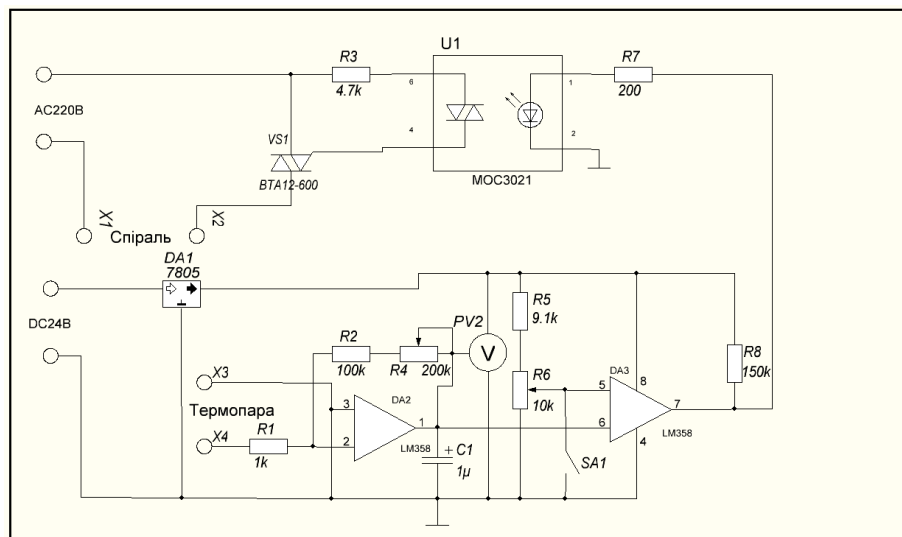 U1
R3
4.7k
6
4
1
2
R7
200
MOC3021
AC220В
VS1
BTA12-600
X1
X2
Спіраль
DA1
7805
DC24В
R2
100k
R4
200k
PV2
V
R5
9.1k
R6
10k
R8
150k
X3
Термопара
X4
R1
1k
3
2
1
DA2
LM358
+
C1
1µ
SA1
DA3
5
6
8
7
4
LM358